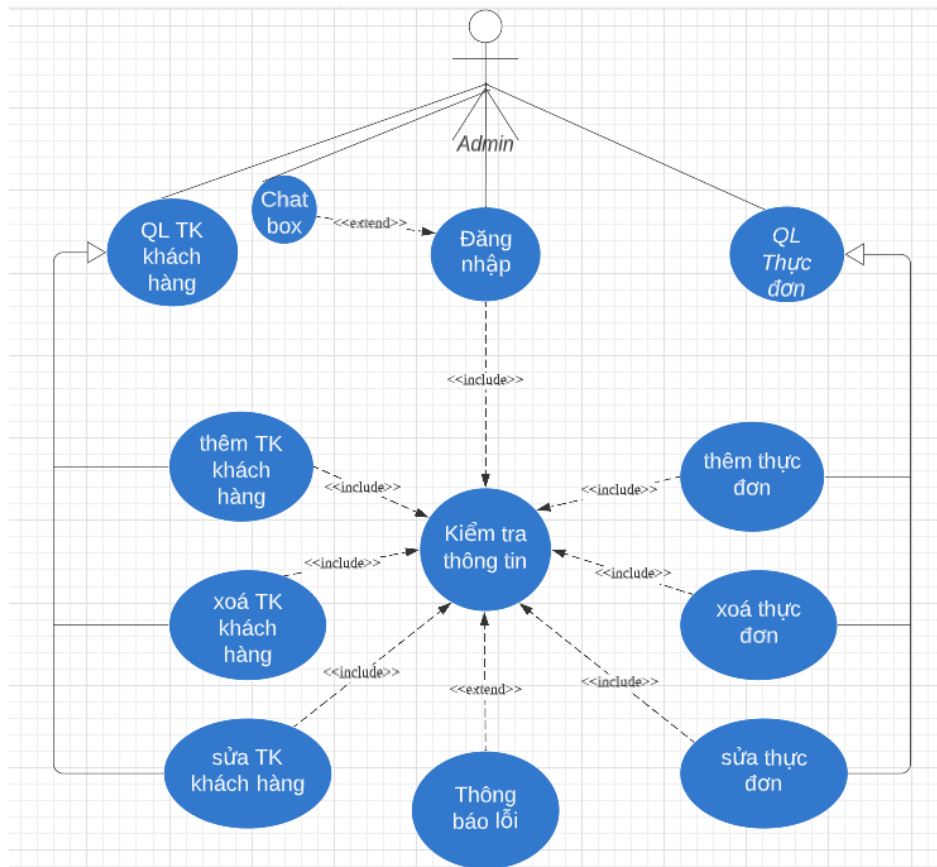 Admin
QL TK
khách
hàng
Chat
box
<<extend>>
Đăng
nhập
QL
Thực
đơn
<<include>>
thêm TK
khách
hàng
<<include>>
thêm thực
đơn
<<include>>
Kiểm tra
thông tin
xoá TK
khách
hàng
<<include>>
xoá thực
đơn
<<include>>
sửa TK
khách hàng
<<include>>
Thông
báo lỗi
<<extend>>
sửa thực
đơn
<<include>>